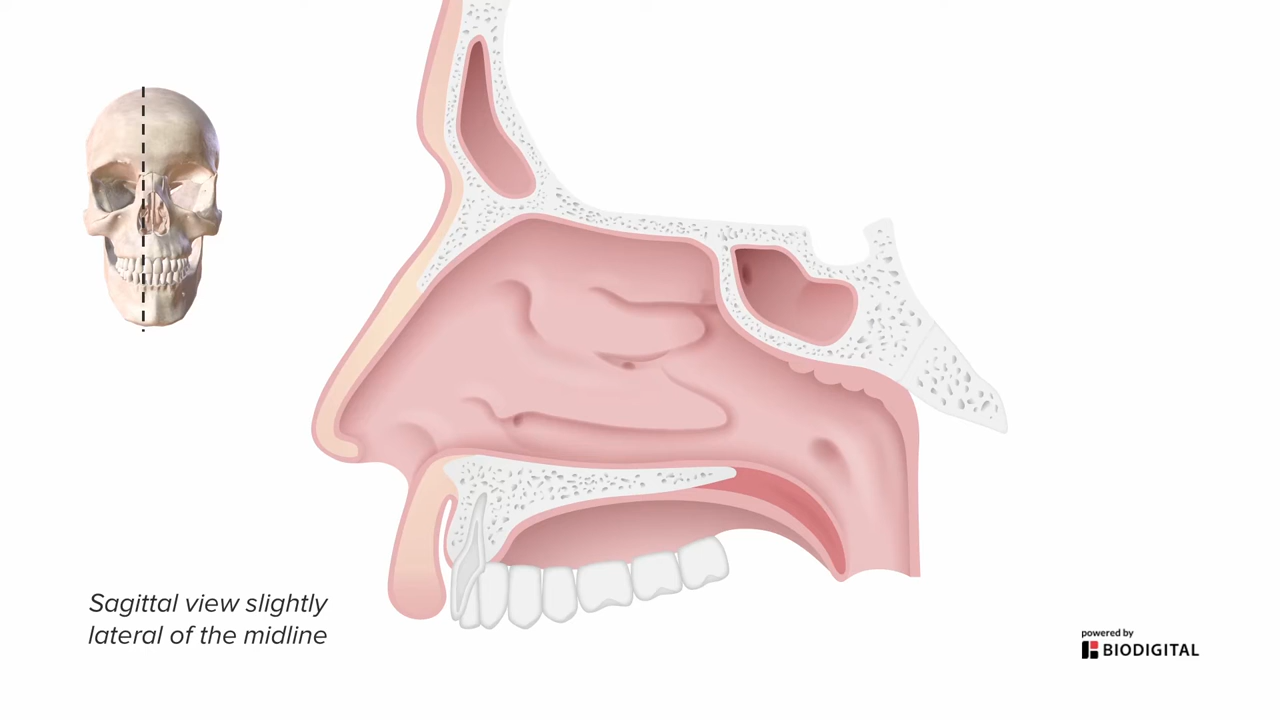 Sagittal view slightly
lateral of the midline
powered by
BIODIGITAL